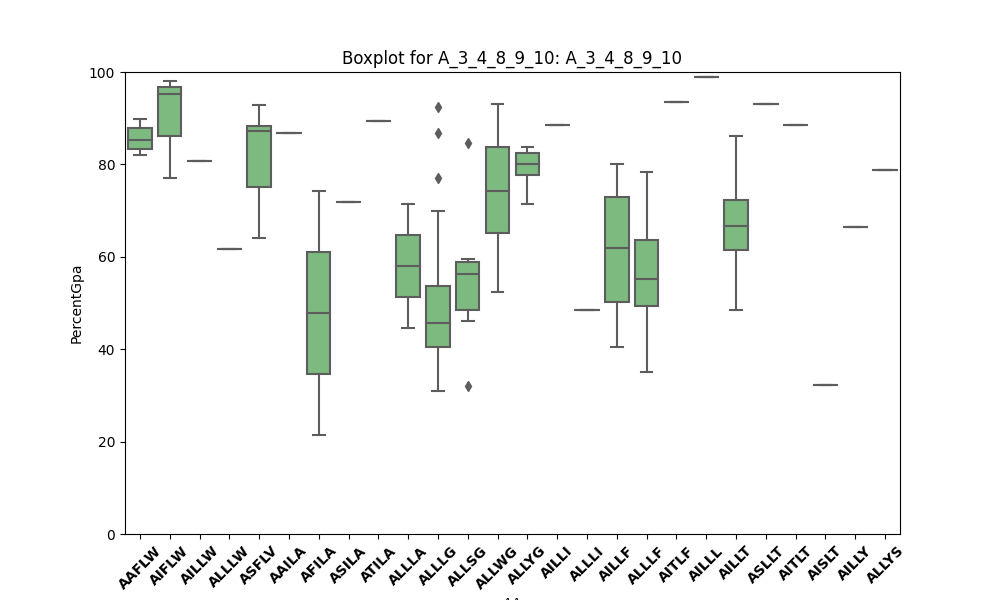 Boxplot for A_3_4_8_9_10: A_3_4_8_9_10
PercentGpa
100
80
60
40
20
0
AAFLW AIFLW AILLW ALLLW ASFLV AAILA AFILA ASILA ATILA ALLLA ALLLG ALLSG ALLWG ALLYG AILLI ALLLI AILLF ALLLF AITLF AILLL AILLT ASLLT AITLT AISLT AILLY ALLYS